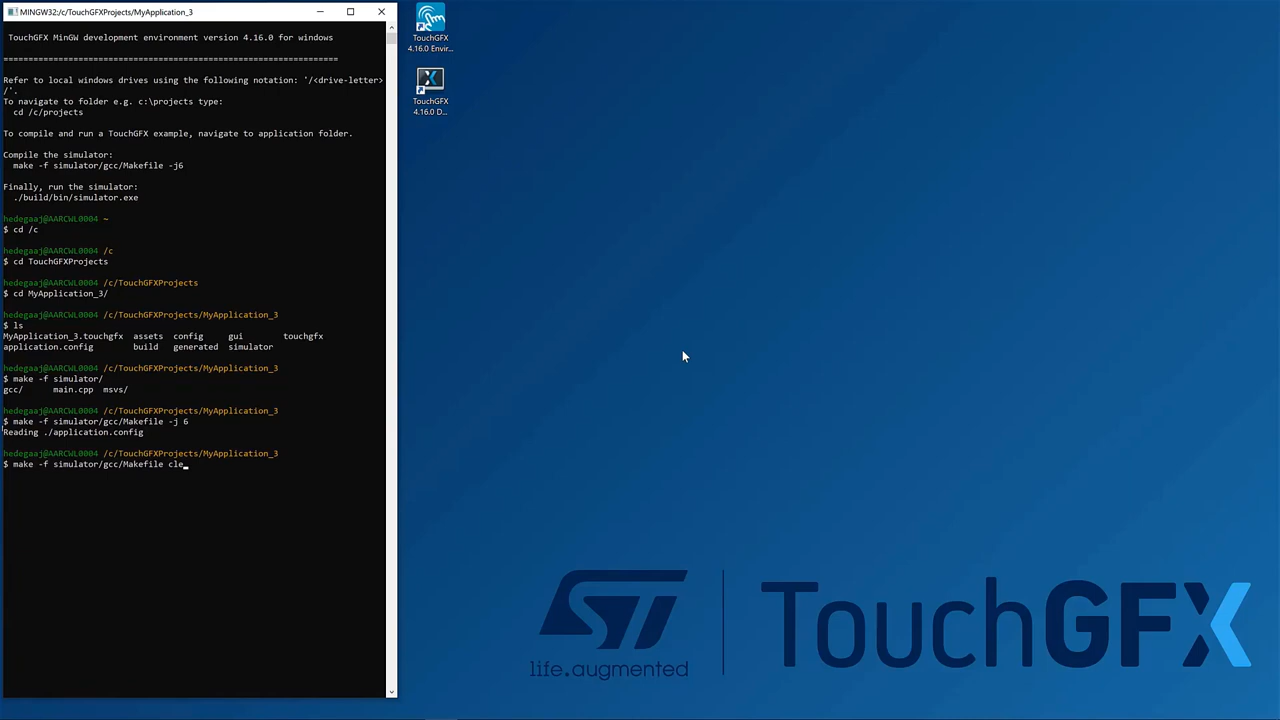 MINGW32:/c/TouchGFXProjects/MyApplication_3
TouchGFX MinGW development environment version 4.16.0 for windows
===================================================================
Refer to local windows drives using the following notation: '/<drive-letter>
/'.
To navigate to folder e.g. c:\projects type:
cd /c/projects
To compile and run a TouchGFX example, navigate to application folder.
Compile the simulator:
make -f simulator/gcc/Makefile -j6
Finally, run the simulator:
./build/bin/simulator.exe
hedegaaj@AARCWL0004 ~
$ cd /c
hedegaaj@AARCWL0004 /c
$ cd TouchGFXProjects
hedegaaj@AARCWL0004 /c/TouchGFXProjects
$ cd MyApplication_3/
hedegaaj@AARCWL0004 /c/TouchGFXProjects/MyApplication_3
$ ls
MyApplication_3.touchgfx  assets  config     gui        touchgfx
application.config        build   generated  simulator
hedegaaj@AARCWL0004 /c/TouchGFXProjects/MyApplication_3
$ make -f simulator/
gcc/      main.cpp  msvs/
hedegaaj@AARCWL0004 /c/TouchGFXProjects/MyApplication_3
$ make -f simulator/gcc/Makefile -j 6
Reading ./application.config
hedegaaj@AARCWL0004 /c/TouchGFXProjects/MyApplication_3
$ make -f simulator/gcc/Makefile cle
TouchGFX
4.16.0 Envir...
TouchGFX
4.16.0 D...
ST
life.augmented
TouchGFX